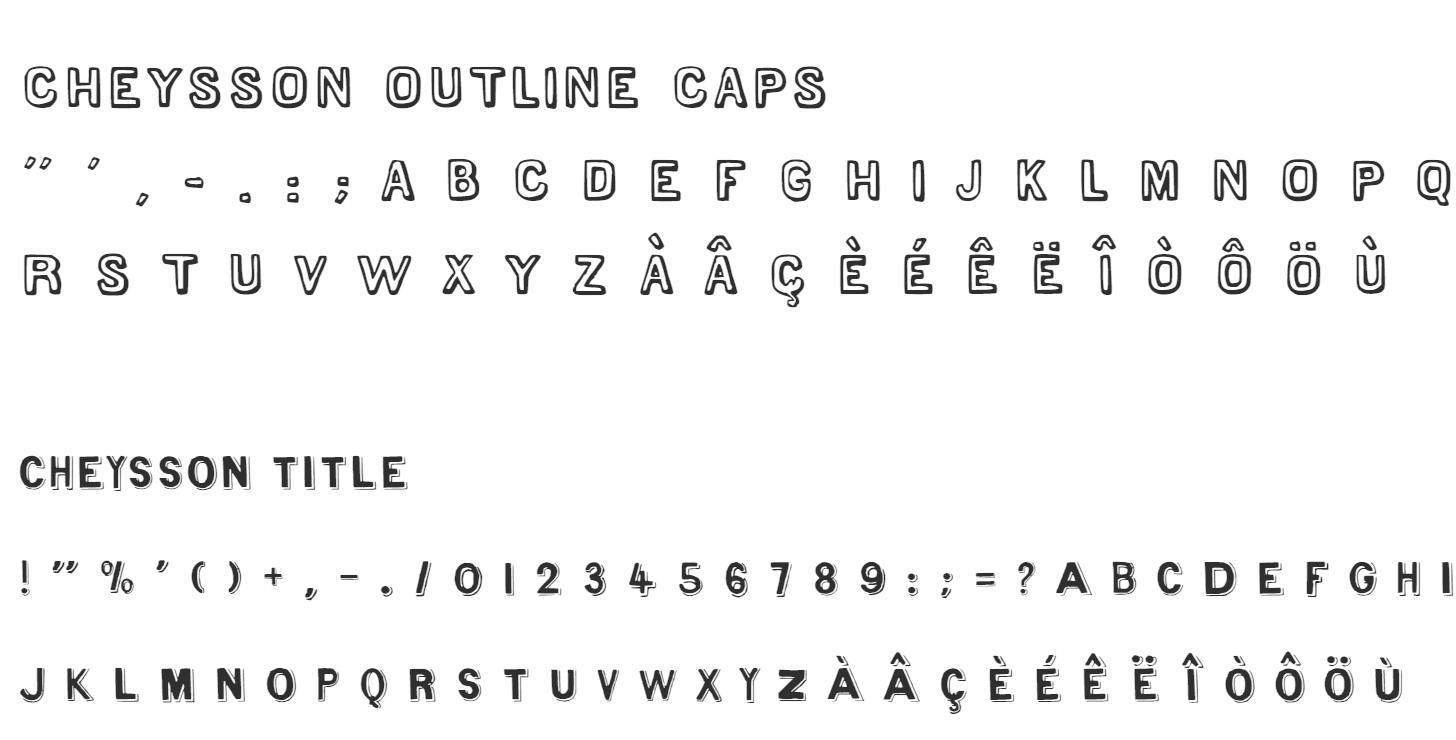 CHEYSSON OUTLINE CAPS
" ' , - . : ; A B C D E F G H I J K L M N O P Q
R S T U V W X Y Z À Â Ç È É Ê Ë Î Ò Ô Ö Ù
CHEYSSON TITLE
! " % ' ( ) + , - . / 0 1 2 3 4 5 6 7 8 9 : ; = ? A B C D E F G H I
J K L M N O P Q R S T U V W X Y Z À Â Ç È É Ê Ë Î Ò Ô Ö Ù